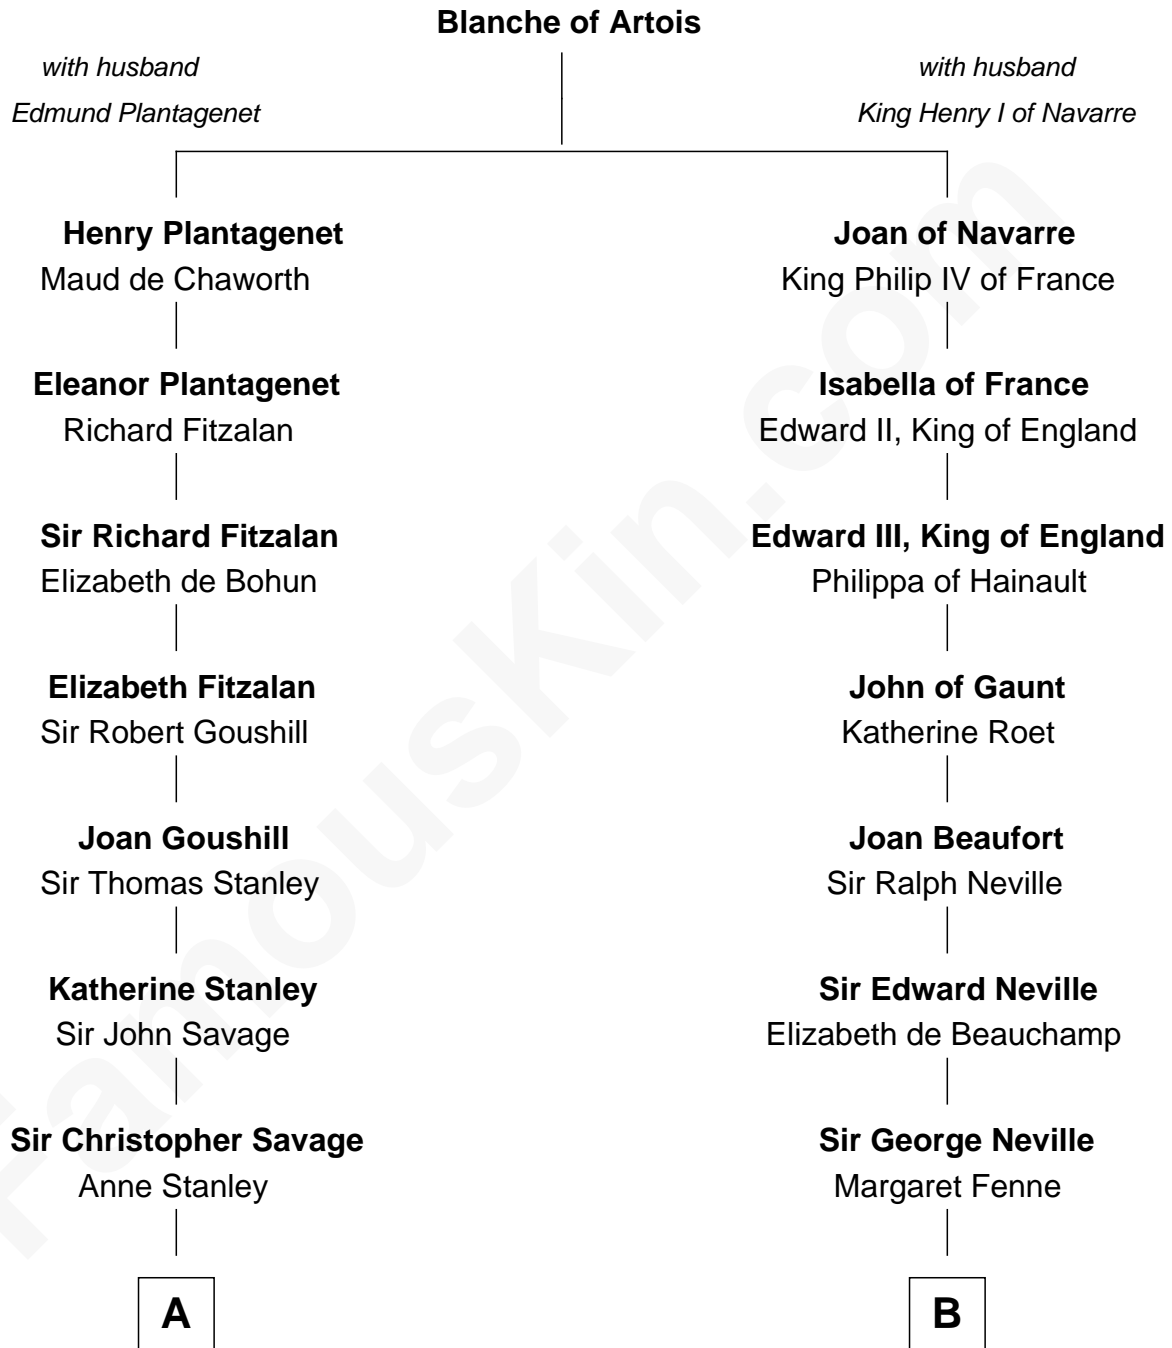 Blanche of Artois
with husband
Edmund Plantagenet
with husband
King Henry I of Navarre
Henry Plantagenet
Maud de Chaworth
Joan of Navarre
King Philip IV of France
Eleanor Plantagenet
Richard Fitzalan
Isabella of France
Edward II, King of England
Sir Richard Fitzalan
Elizabeth de Bohun
Edward III, King of England
Philippa of Hainault
Elizabeth Fitzalan
Sir Robert Goushill
John of Gaunt
Katherine Roet
Joan Goushill
Sir Thomas Stanley
Joan Beaufort
Sir Ralph Neville
Katherine Stanley
Sir John Savage
Sir Edward Neville
Elizabeth de Beauchamp
Sir Christopher Savage
Anne Stanley
Sir George Neville
Margaret Fenne
A
B
FamousKin.com